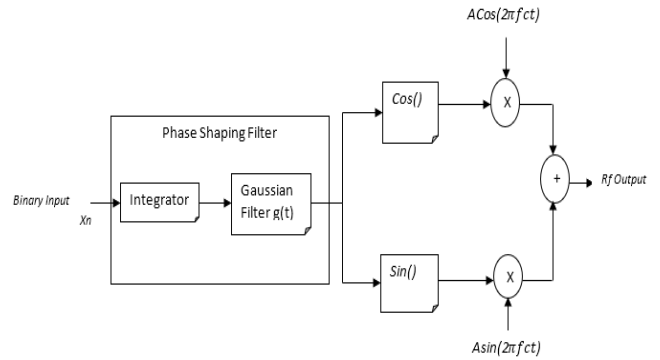 ACos(2πfct)
Cos()
X
Phase Shaping Filter
Binary Input
Xn
Integrator
Gaussian
Filter g(t)
+
Rf Output
Sin()
X
Asin(2πfct)